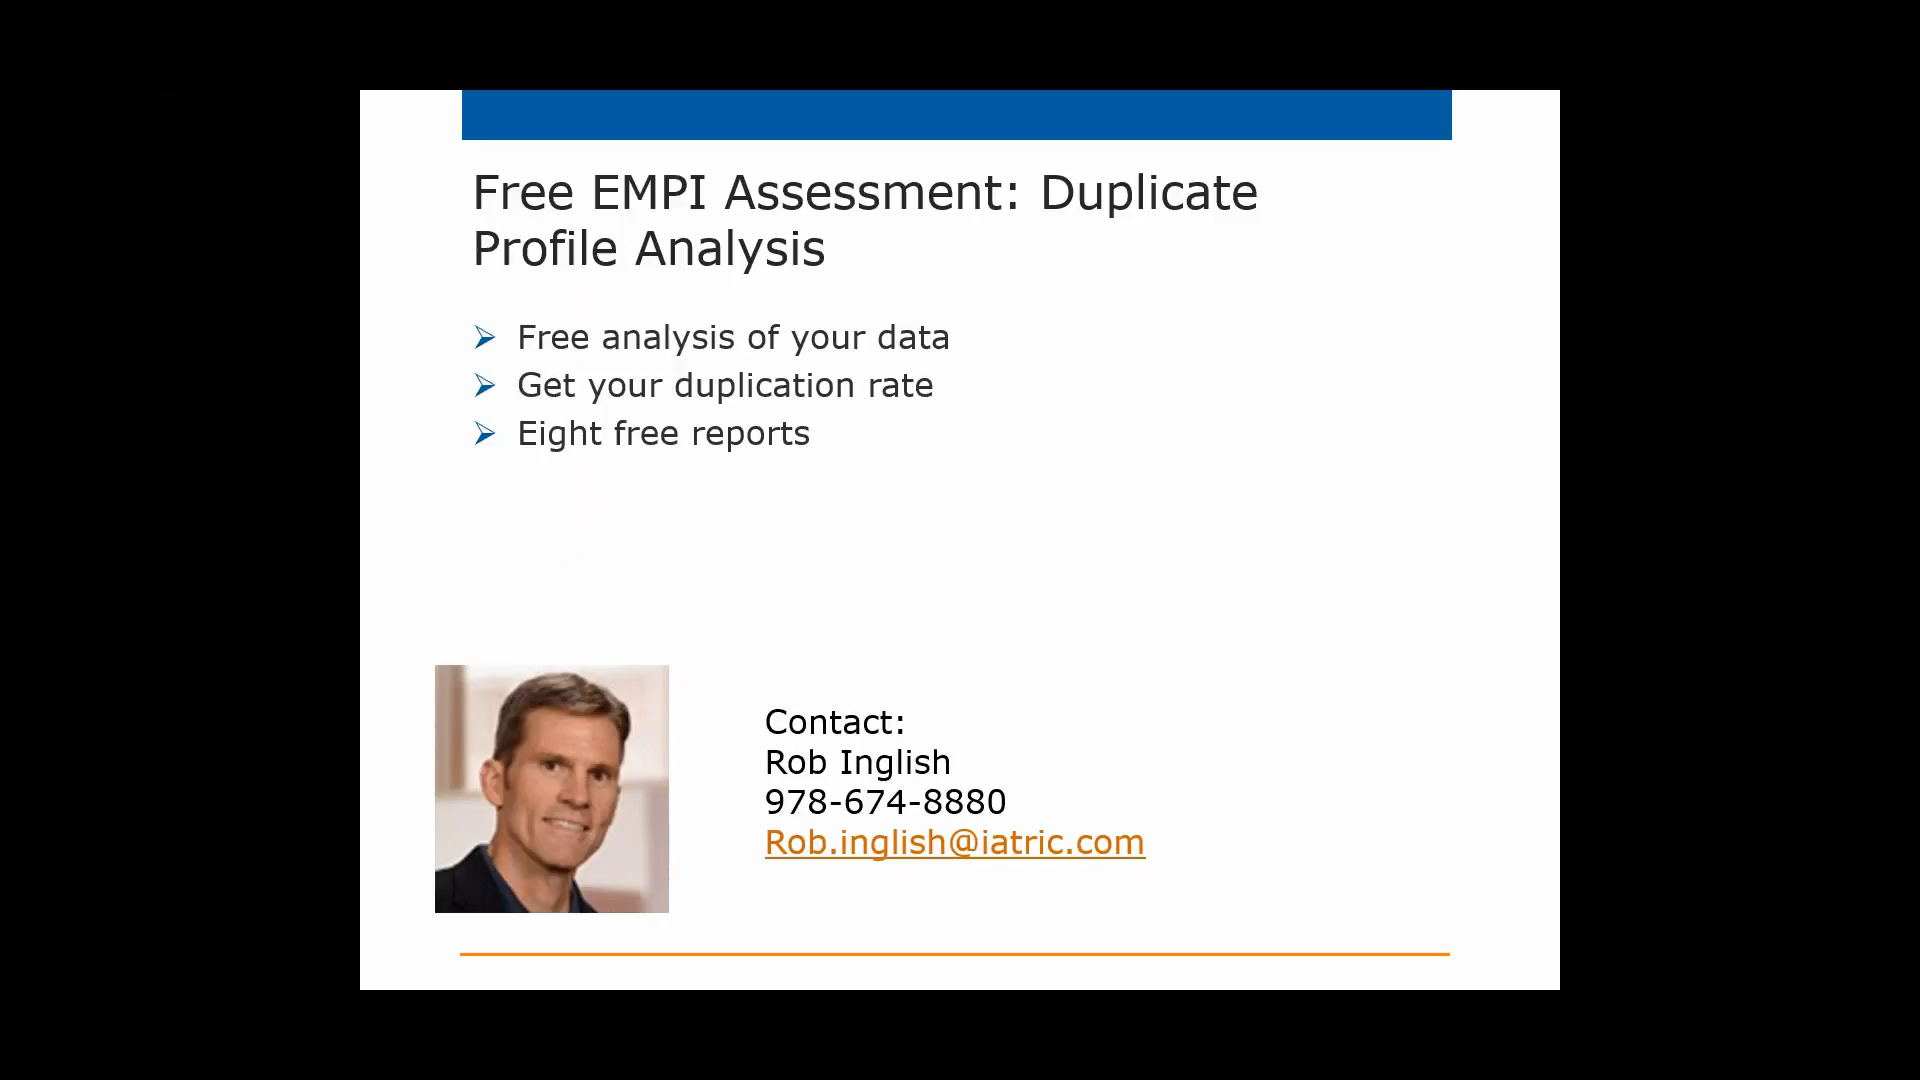 Free EMPI Assessment: Duplicate
Profile Analysis
Free analysis of your data
Get your duplication rate
Eight free reports
Contact:
Rob Inglish
978-674-8880
Rob.inglish@iatric.com